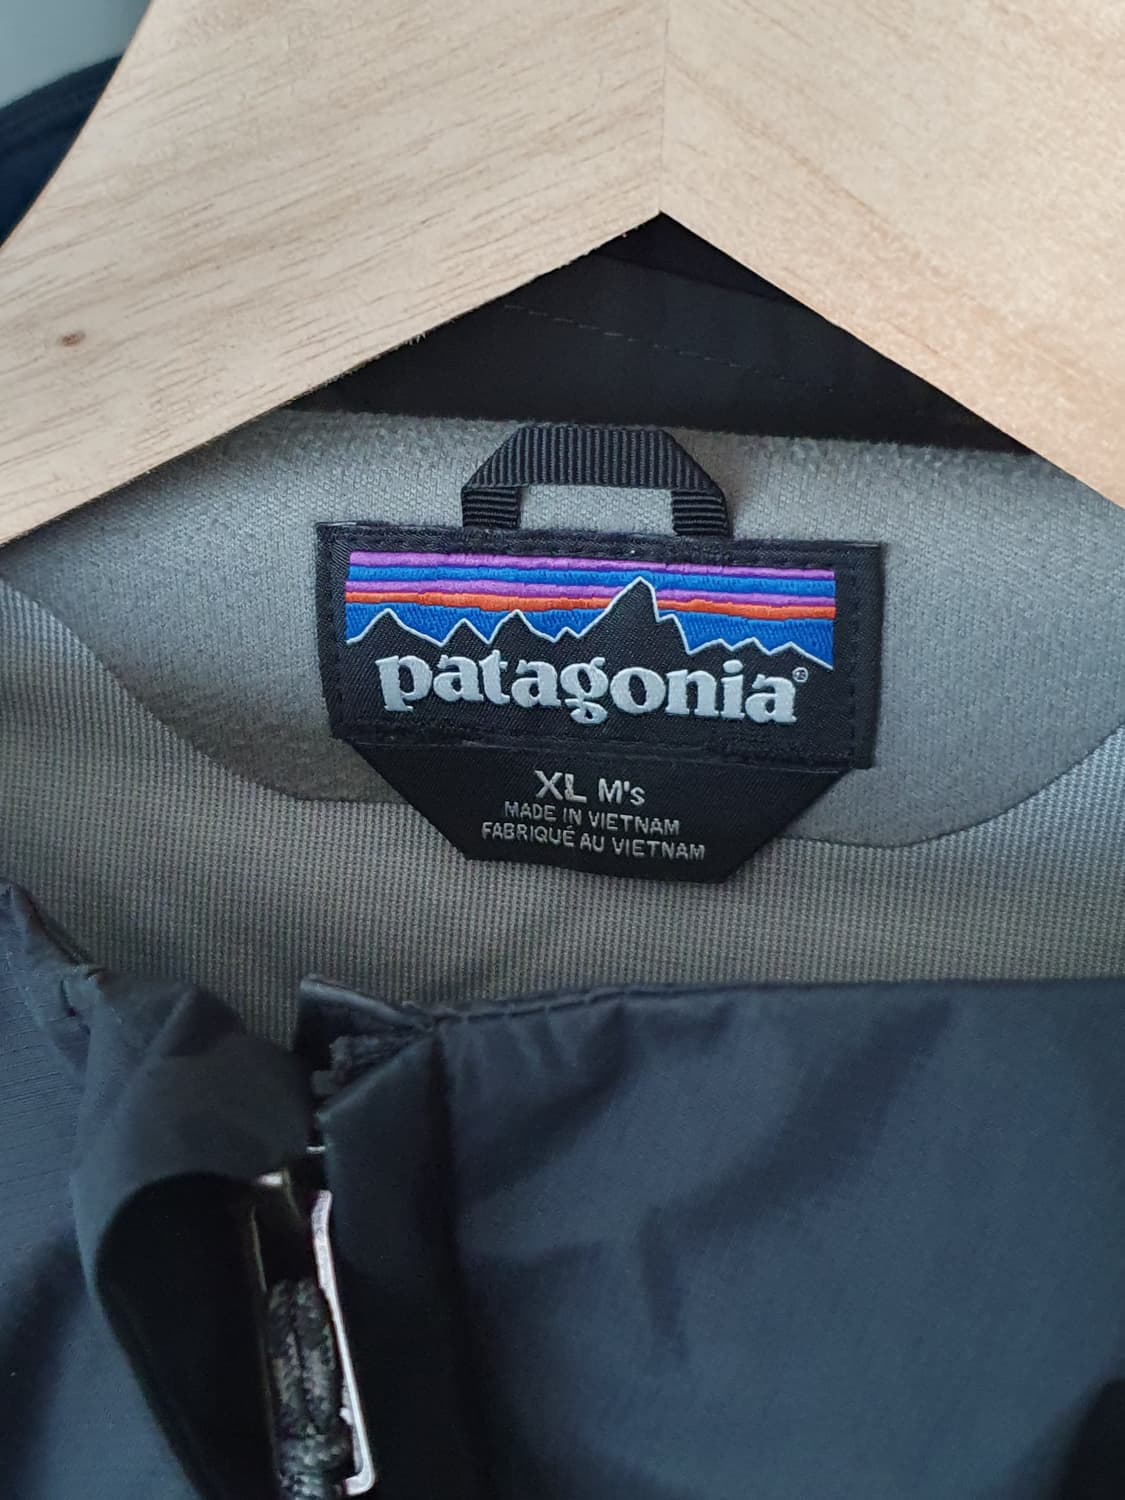 patagonia®
XL M's
MADE IN VIETNAM
FABRIQUÉ AU VIETNAM